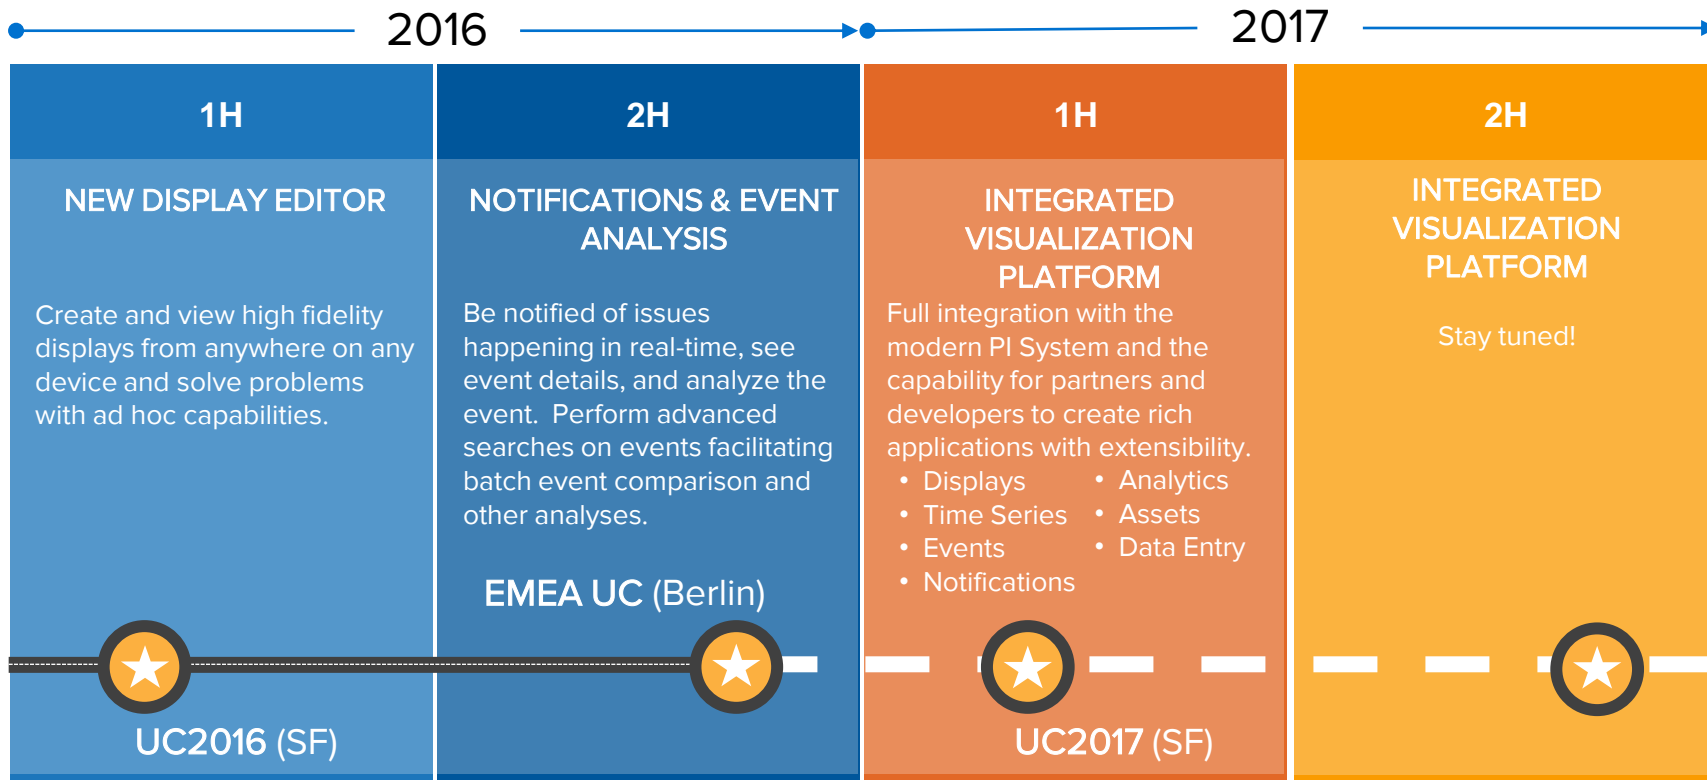 2016
2017
1H
2H
1H
2H
NEW DISPLAY EDITOR
Create and view high fidelity
displays from anywhere on any
device and solve problems
with ad hoc capabilities.
NOTIFICATIONS & EVENT
ANALYSIS
Be notified of issues
happening in real-time, see
event details, and analyze the
event.  Perform advanced
searches on events facilitating
batch event comparison and
other analyses.
INTEGRATED
VISUALIZATION
PLATFORM
Full integration with the
modern PI System and the
capability for partners and
developers to create rich
applications with extensibility.
• Displays
• Time Series
• Events
• Notifications
• Analytics
• Assets
• Data Entry
INTEGRATED
VISUALIZATION
PLATFORM
Stay tuned!
EMEA UC (Berlin)
UC2016 (SF)
UC2017 (SF)